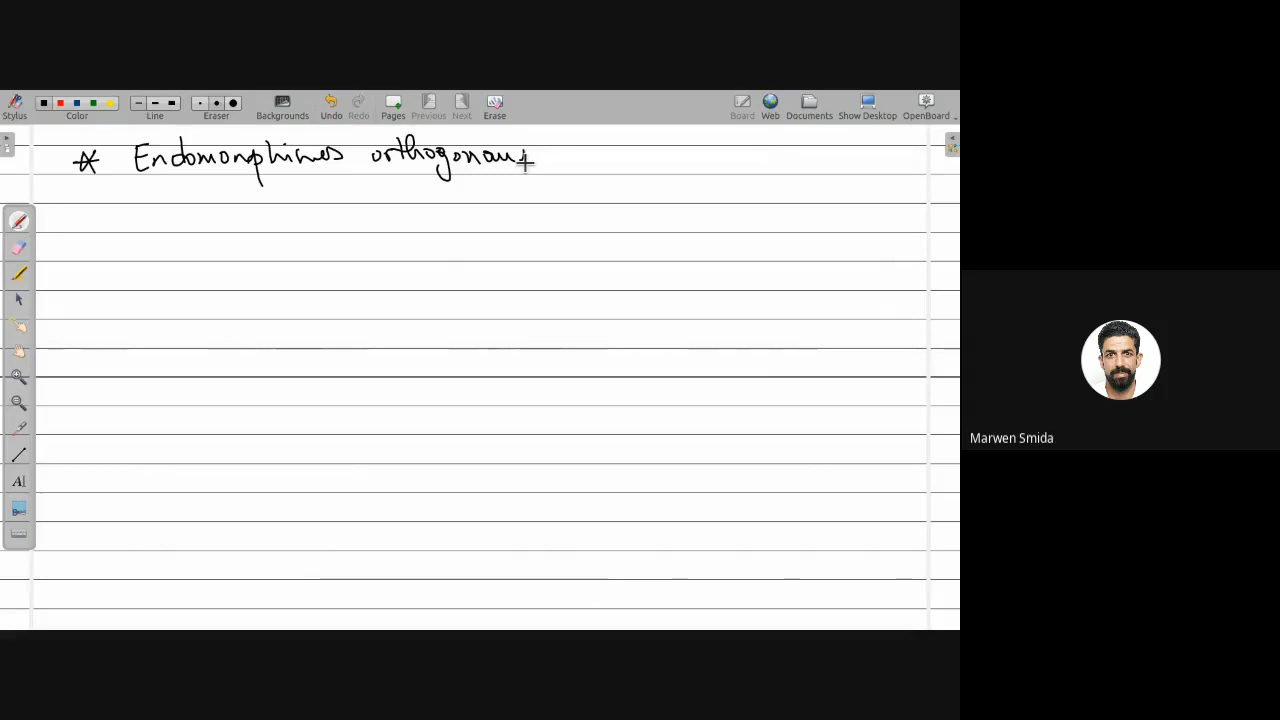 Stylus Color Line Eraser Backgrounds Undo Redo Pages Previous Next Erase Board Web Documents Show Desktop OpenBoard
* Endomorphismes orthogonaux
Marwen Smida